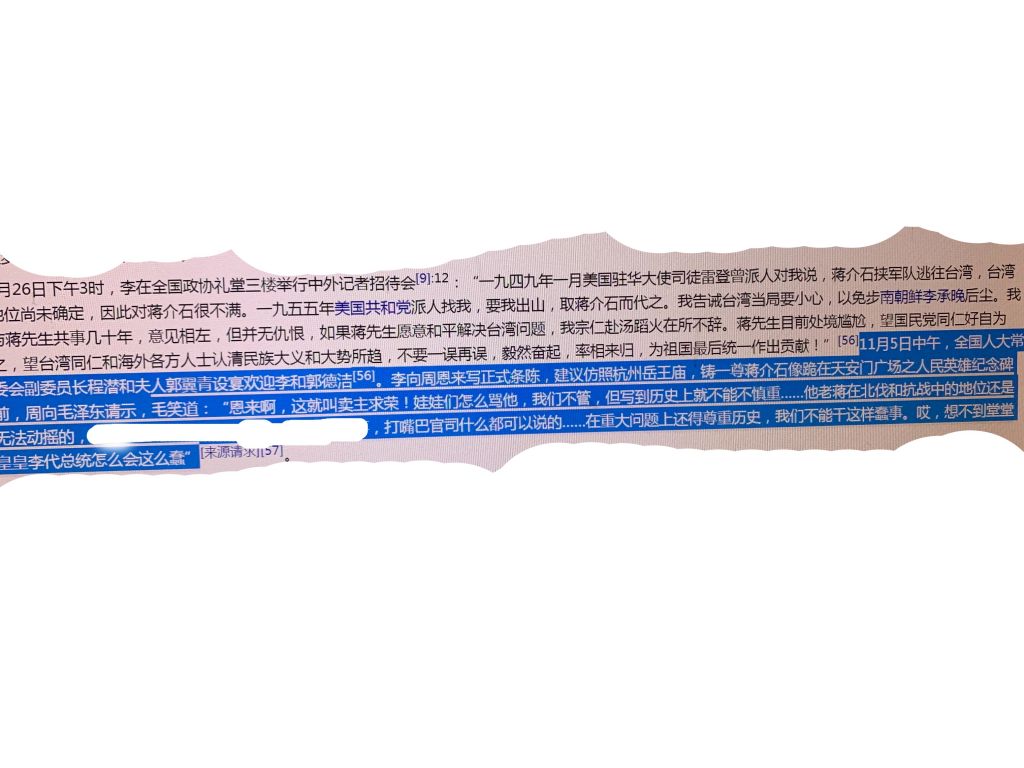 月26日下午3时，李在全国政协礼堂三楼举行中外记者招待会[9]:12：“一九四九年一月美国驻华大使司徒雷登曾派人对我说，蒋介石挟军队逃往台湾，台湾
地位尚未确定，因此对蒋介石很不满。一九五五年美国共和党派人找我，要我出山，取蒋介石而代之。我告诫台湾当局要小心，以免步南朝鲜李承晚后尘。我
与蒋先生共事几十年，意见相左，但并无仇恨，如果蒋先生愿意和平解决台湾问题，我宗仁赴汤蹈火在所不辞。蒋先生目前处境尴尬，望国民党同仁好自为
之，望台湾同仁和海外各方人士认清民族大义和大势所趋，不要一误再误，毅然奋起，率相来归，为祖国最后统一作出贡献！”[56]11月5日中午，全国人大常
委会副委员长程潜和夫人郭翼青设宴欢迎李和郭德洁[56]。李向周恩来写正式条陈，建议仿照杭州岳王庙，铸一尊蒋介石像跪在天安门广场之人民英雄纪念碑
前，周向毛泽东请示，毛笑道：“恩来啊，这就叫卖主求荣！娃娃们怎么骂他，我们不管，但写到历史上就不能不慎重……他老蒋在北伐和抗战中的地位还是
无法动摇的，，打嘴巴官司什么都可以说的……在重大问题上还得尊重历史，我们不能干这样蠢事。哎，想不到堂堂
皇皇李代总统怎么会这么蠢”[来源请求][57]。